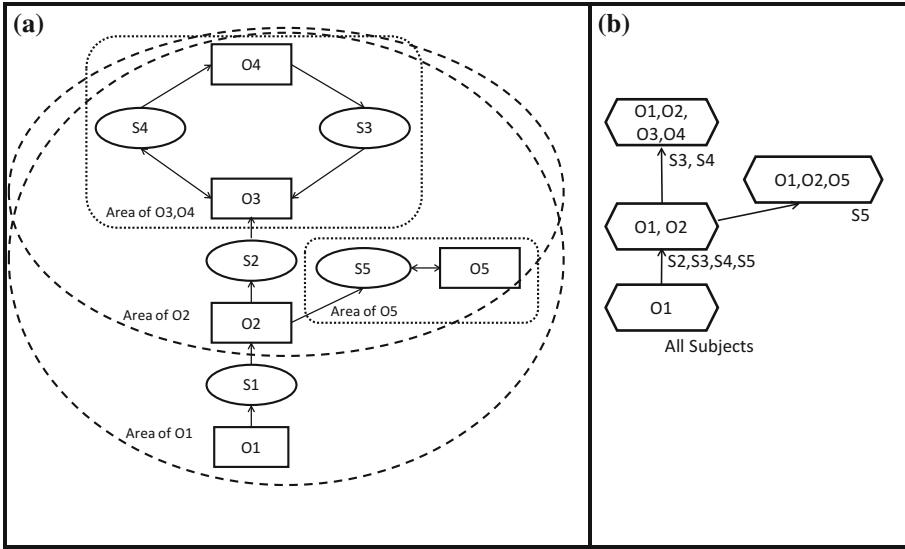 (a)
O4
S4
S3
O3
Area of O3,O4
S2
S5
O5
Area of O2
O2
Area of O5
S1
Area of O1
O1
(b)
O1,O2,
O3,O4
S3, S4
O1,O2,O5
S5
O1, O2
S2,S3,S4,S5
O1
All Subjects